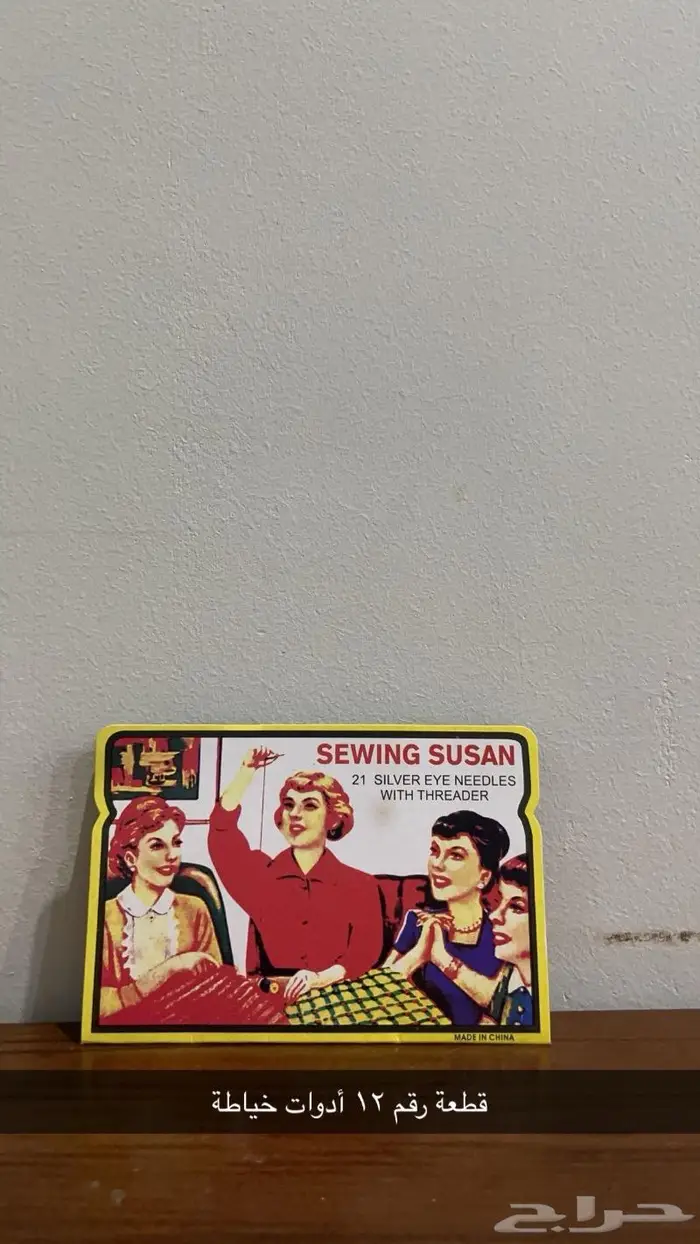 SEWING SUSAN
21 SILVER EYE NEEDLES
WITH THREADER
MADE IN CHINA
قطعة رقم ١٢ أدوات خياطة
حراج